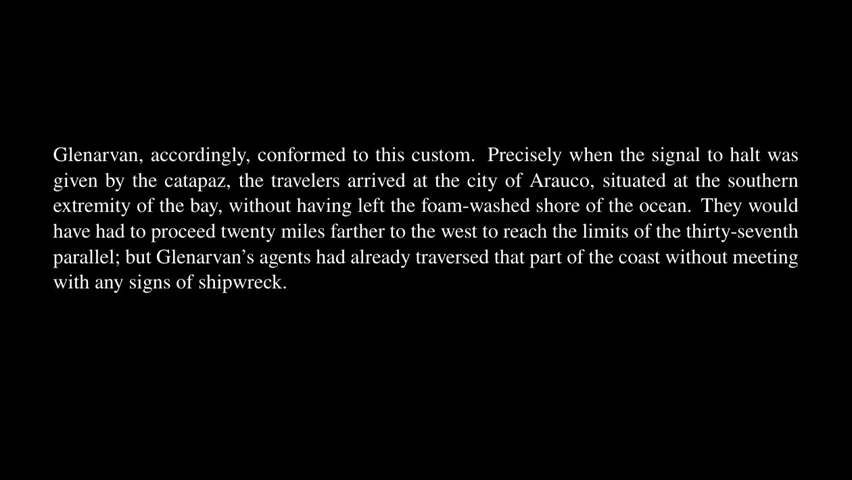 Glenarvan, accordingly, conformed to this custom. Precisely when the signal to halt was
given by the catapaz, the travelers arrived at the city of Arauco, situated at the southern
extremity of the bay, without having left the foam-washed shore of the ocean. They would
have had to proceed twenty miles farther to the west to reach the limits of the thirty-seventh
parallel; but Glenarvan’s agents had already traversed that part of the coast without meeting
with any signs of shipwreck.